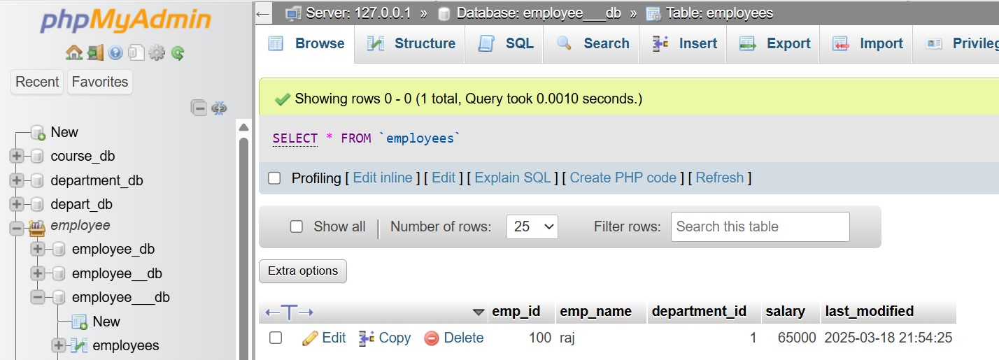 phpMyAdmin
Recent Favorites
New
course_db
department_db
depart_db
employee
employee_db
employee__db
employee___db
New
employees
Server: 127.0.0.1 » Database: employee___db » Table: employees
Browse Structure SQL Search Insert Export Import Privileg
Showing rows 0 - 0 (1 total, Query took 0.0010 seconds.)
SELECT * FROM `employees`
Profiling [ Edit inline ] [ Edit ] [ Explain SQL ] [ Create PHP code ] [ Refresh ]
Show all | Number of rows: 25 Filter rows: Search this table
Extra options
←T→ emp_id emp_name department_id salary last_modified
Edit Copy Delete 100 raj 1 65000 2025-03-18 21:54:25